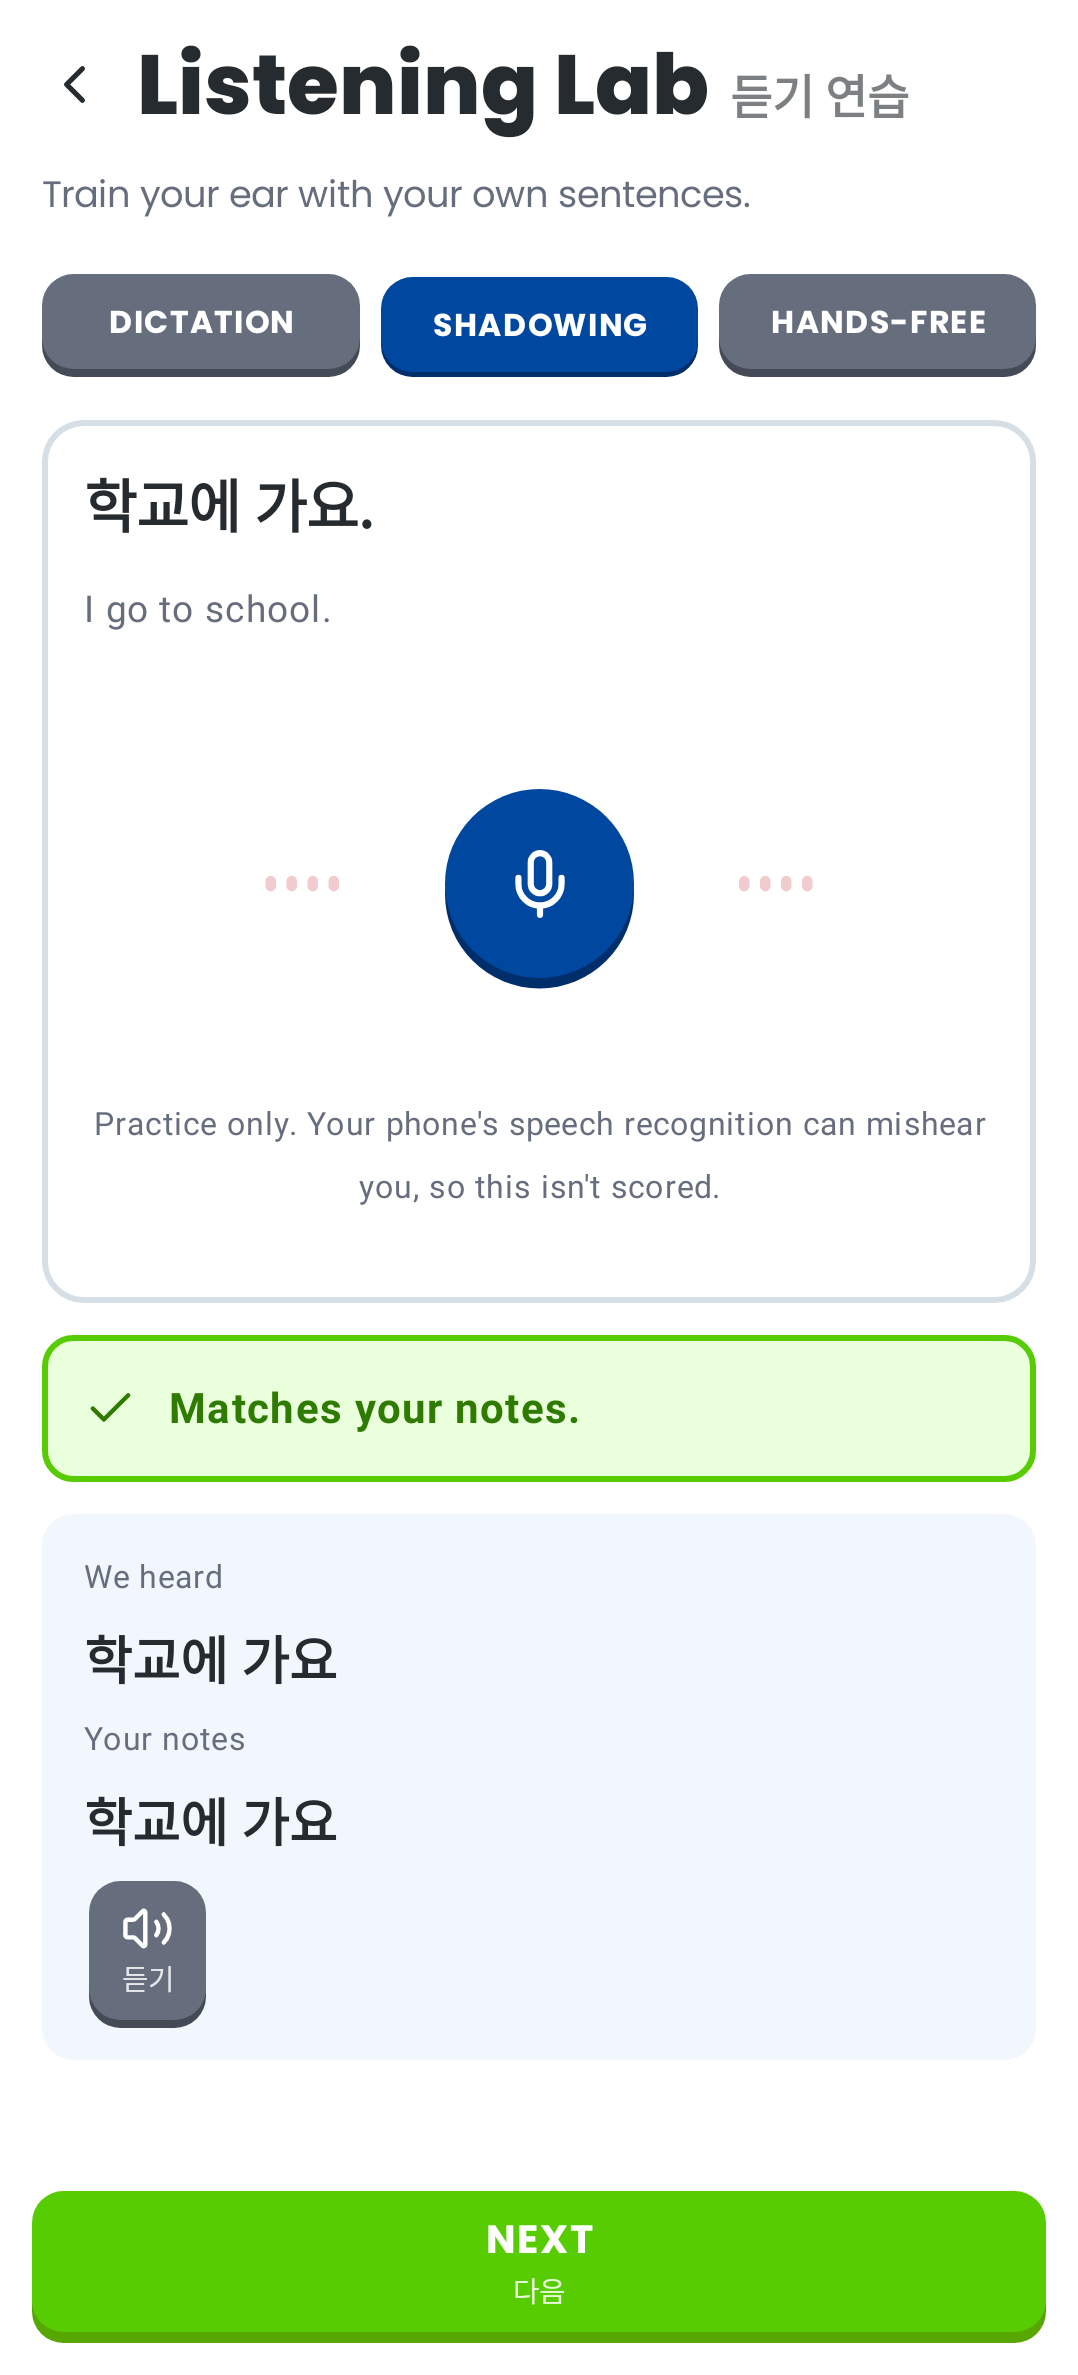 Listening Lab 듣기 연습
Train your ear with your own sentences.
DICTATION
SHADOWING
HANDS-FREE
학교에 가요.
I go to school.
Practice only. Your phone's speech recognition can mishear
you, so this isn't scored.
Matches your notes.
We heard
학교에 가요
Your notes
학교에 가요
듣기
NEXT
다음